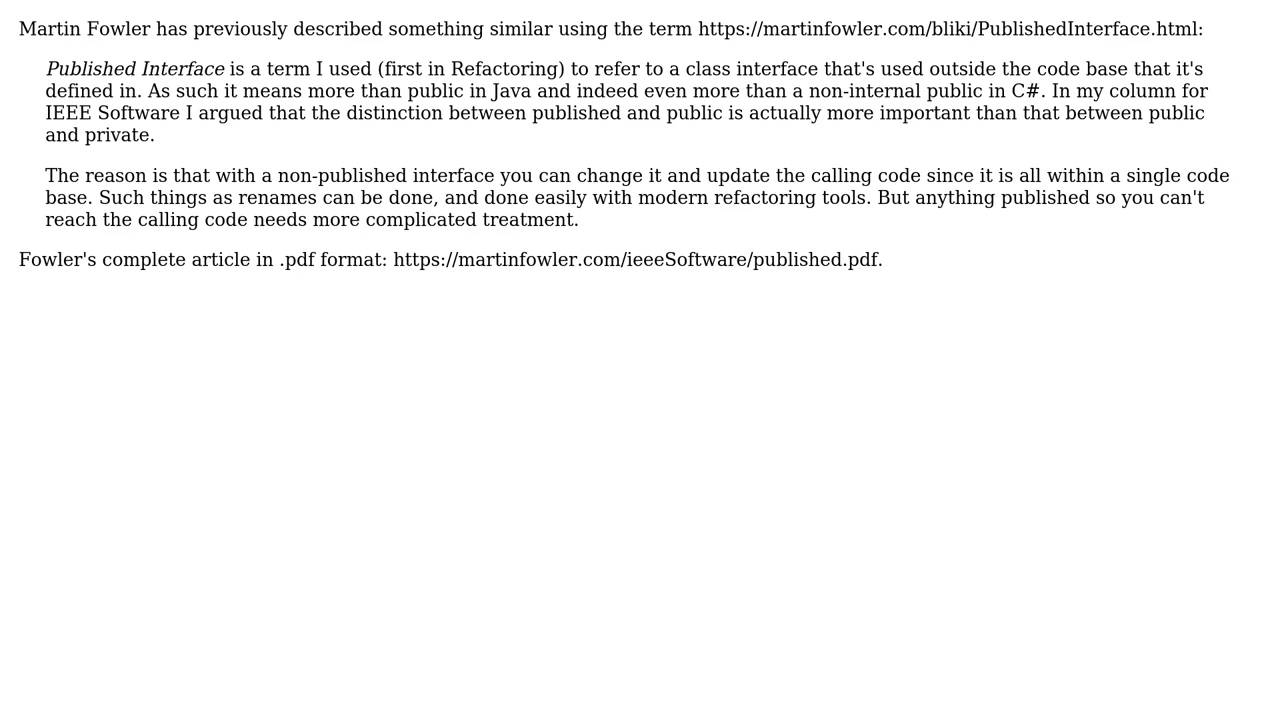 Martin Fowler has previously described something similar using the term https://martinfowler.com/bliki/PublishedInterface.html:
Published Interface is a term I used (first in Refactoring) to refer to a class interface that's used outside the code base that it's
defined in. As such it means more than public in Java and indeed even more than a non-internal public in C#. In my column for
IEEE Software I argued that the distinction between published and public is actually more important than that between public
and private.
The reason is that with a non-published interface you can change it and update the calling code since it is all within a single code
base. Such things as renames can be done, and done easily with modern refactoring tools. But anything published so you can't
reach the calling code needs more complicated treatment.
Fowler's complete article in .pdf format: https://martinfowler.com/ieeeSoftware/published.pdf.